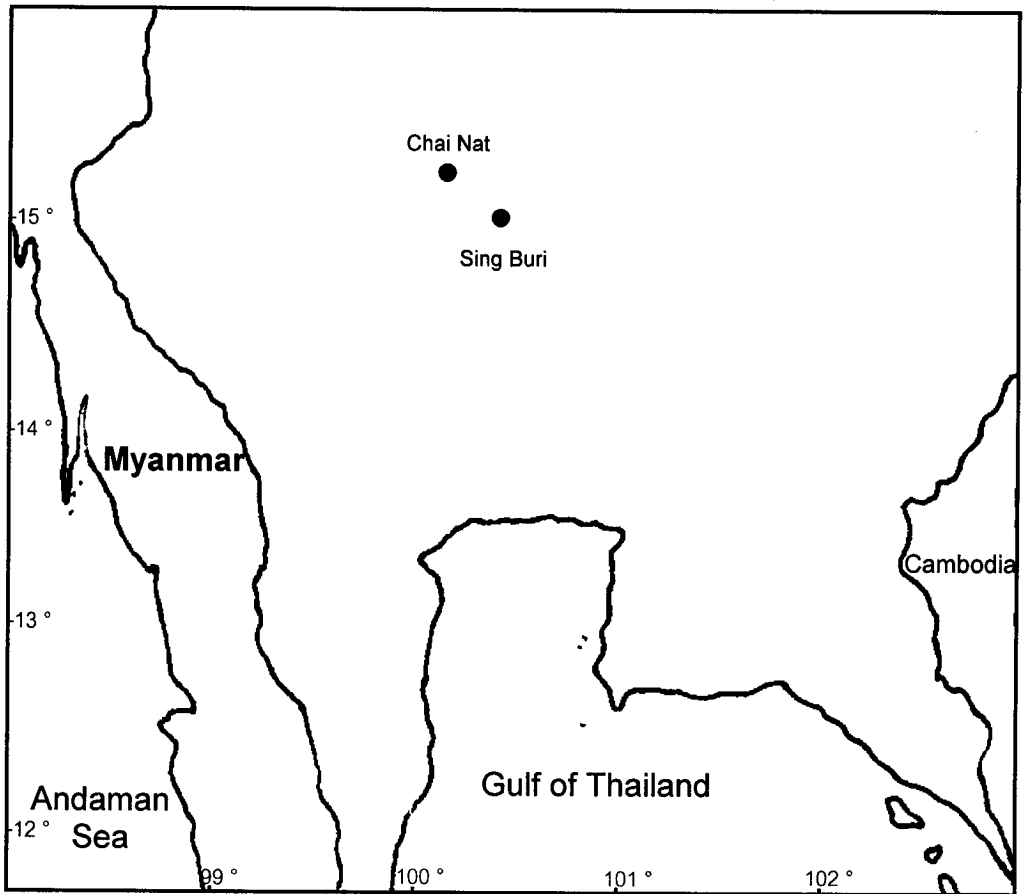 Chai Nat
15 °
Sing Buri
14 °
Myanmar
Cambodia
13 °
Gulf of Thailand
Andaman
Sea
12 °
99 °
100 °
101 °
102 °